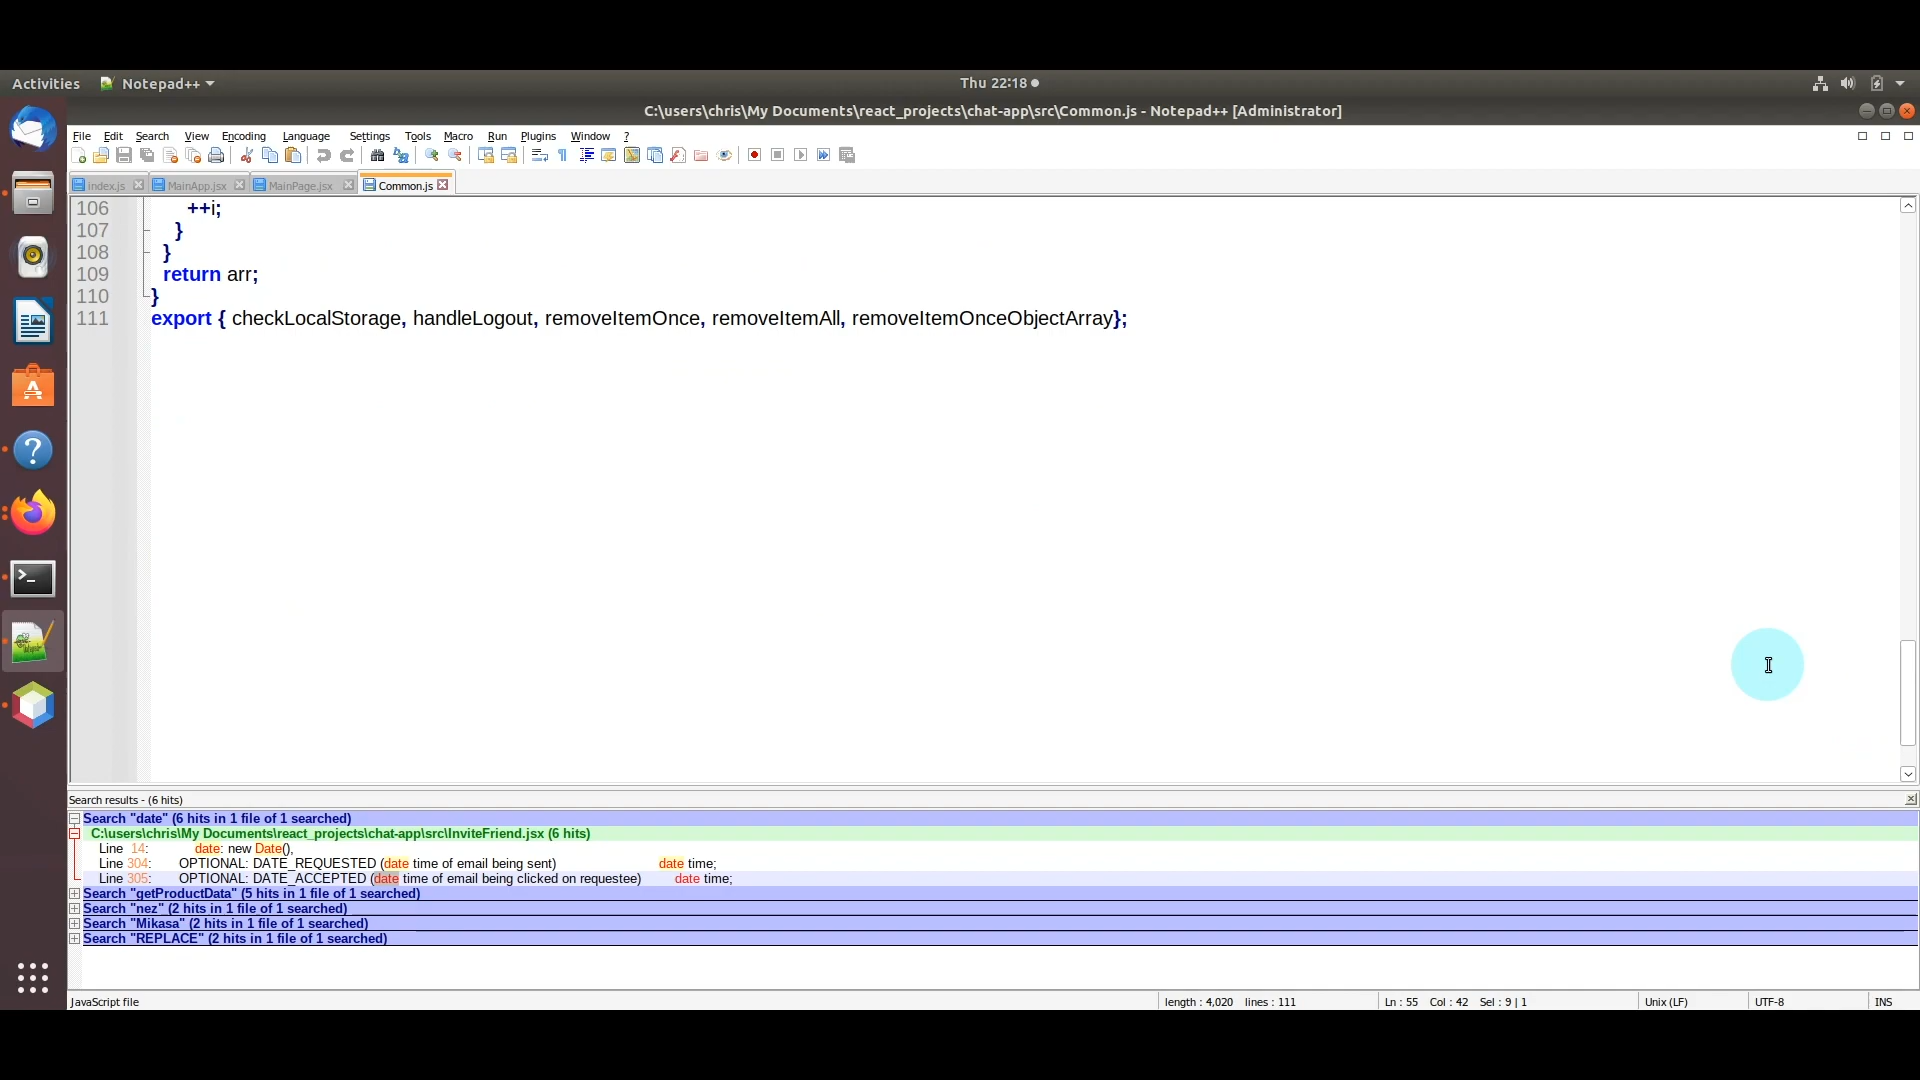 Activities Notepad++ Thu 22:18
C:\users\chris\My Documents\react_projects\chat-app\src\Common.js - Notepad++ [Administrator]
File Edit Search View Encoding Language Settings Tools Macro Run Plugins Window ?
index.js MainApp.jsx MainPage.jsx Common.js
106 ++i;
107 }
108 }
109 return arr;
110 }
111 export { checkLocalStorage, handleLogout, removeItemOnce, removeItemAll, removeItemOnceObjectArray};
Search results - (6 hits)
Search "date" (6 hits in 1 file of 1 searched)
C:\users\chris\My Documents\react_projects\chat-app\src\InviteFriend.jsx (6 hits)
Line 14: date: new Date(),
Line 304: OPTIONAL: DATE_REQUESTED (date time of email being sent) date time;
Line 305: OPTIONAL: DATE_ACCEPTED (date time of email being clicked on requestee) date time;
Search "getProductData" (5 hits in 1 file of 1 searched)
Search "nez" (2 hits in 1 file of 1 searched)
Search "Mikasa" (2 hits in 1 file of 1 searched)
Search "REPLACE" (2 hits in 1 file of 1 searched)
JavaScript file length : 4,020 lines : 111 Ln : 55 Col : 42 Sel : 9 | 1 Unix (LF) UTF-8 INS